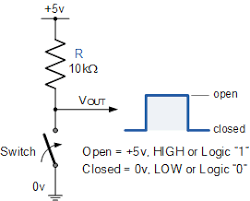 +5v
R
10kΩ
VOUT
open
closed
Switch
Open = +5v, HIGH or Logic "1"
Closed = 0v, LOW or Logic "0"
0v